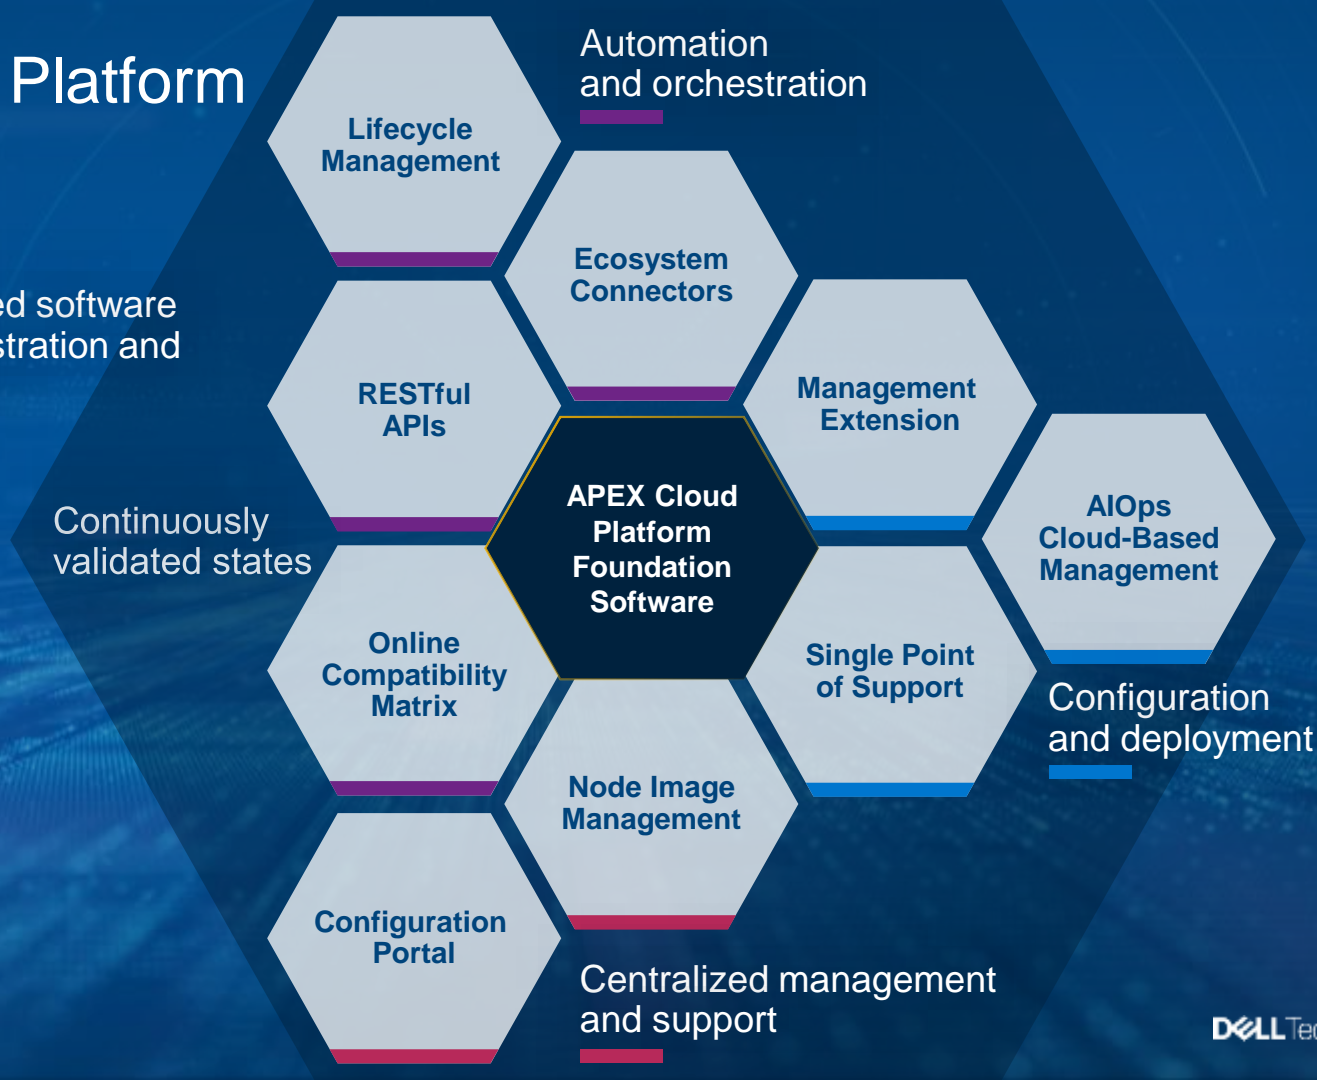 Platform
Automation
and orchestration
Lifecycle
Management
Ecosystem
Connectors
software
and
RESTful
APIs
Management
Extension
Continuously
validated states
APEX Cloud
Platform
Foundation
Software
AIOps
Cloud-Based
Management
Online
Compatibility
Matrix
Single Point
of Support
Configuration
and deployment
Node Image
Management
Configuration
Portal
Centralized management
and support
DELL